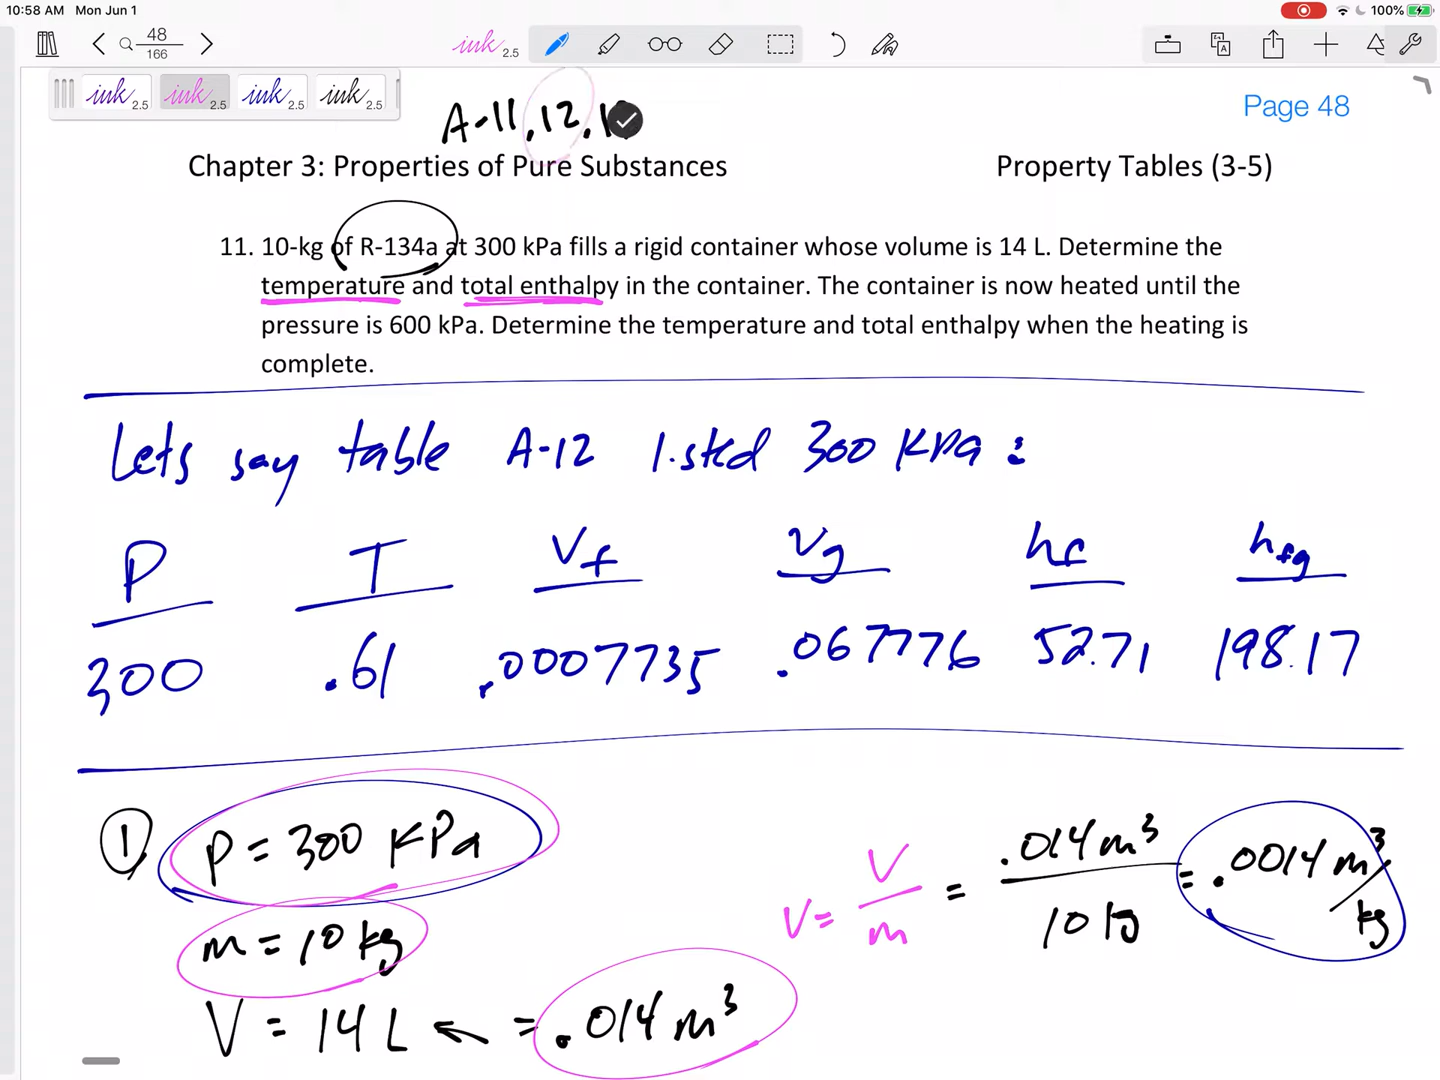 10:58 AM Mon Jun 1
100%
48
166
ink 2.5
ink 2.5 ink 2.5 ink 2.5 ink 2.5
A-11, 12, 1
Page 48
Chapter 3: Properties of Pure Substances Property Tables (3-5)
11. 10-kg of R-134a at 300 kPa fills a rigid container whose volume is 14 L. Determine the
temperature and total enthalpy in the container. The container is now heated until the
pressure is 600 kPa. Determine the temperature and total enthalpy when the heating is
complete.
Lets say table A-12 listed 300 KPa :
P T Vf Vg hf hfg
300 .61 .0007735 .067776 52.71 198.17
① P = 300 KPa
m = 10 kg
V = 14 L ← = .014 m³
v = V/m = .014 m³/10 kg = .0014 m³/kg